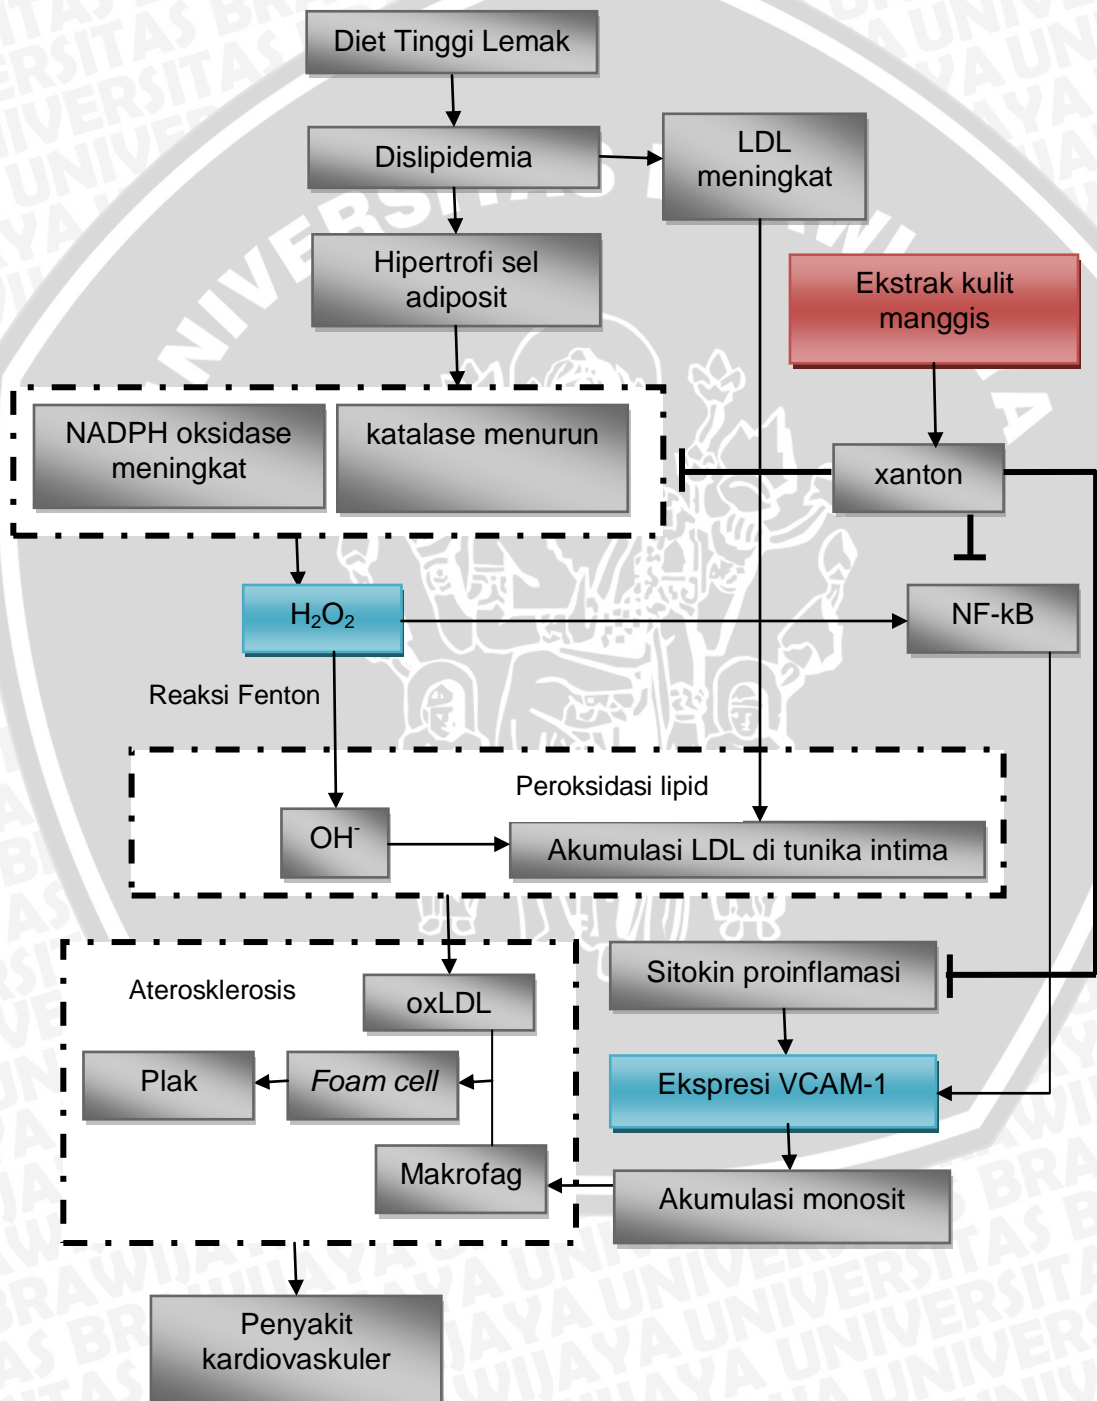 Diet Tinggi Lemak
Dislipidemia
LDL
meningkat
Hipertrofi sel
adiposit
Ekstrak kulit
manggis
NADPH oksidase
meningkat
katalase menurun
xanton
H₂O₂
NF-kB
Reaksi Fenton
Peroksidasi lipid
OH⁻
Akumulasi LDL di tunika intima
Aterosklerosis
oxLDL
Sitokin proinflamasi
Plak
Foam cell
Ekspresi VCAM-1
Makrofag
Akumulasi monosit
Penyakit
kardiovaskuler